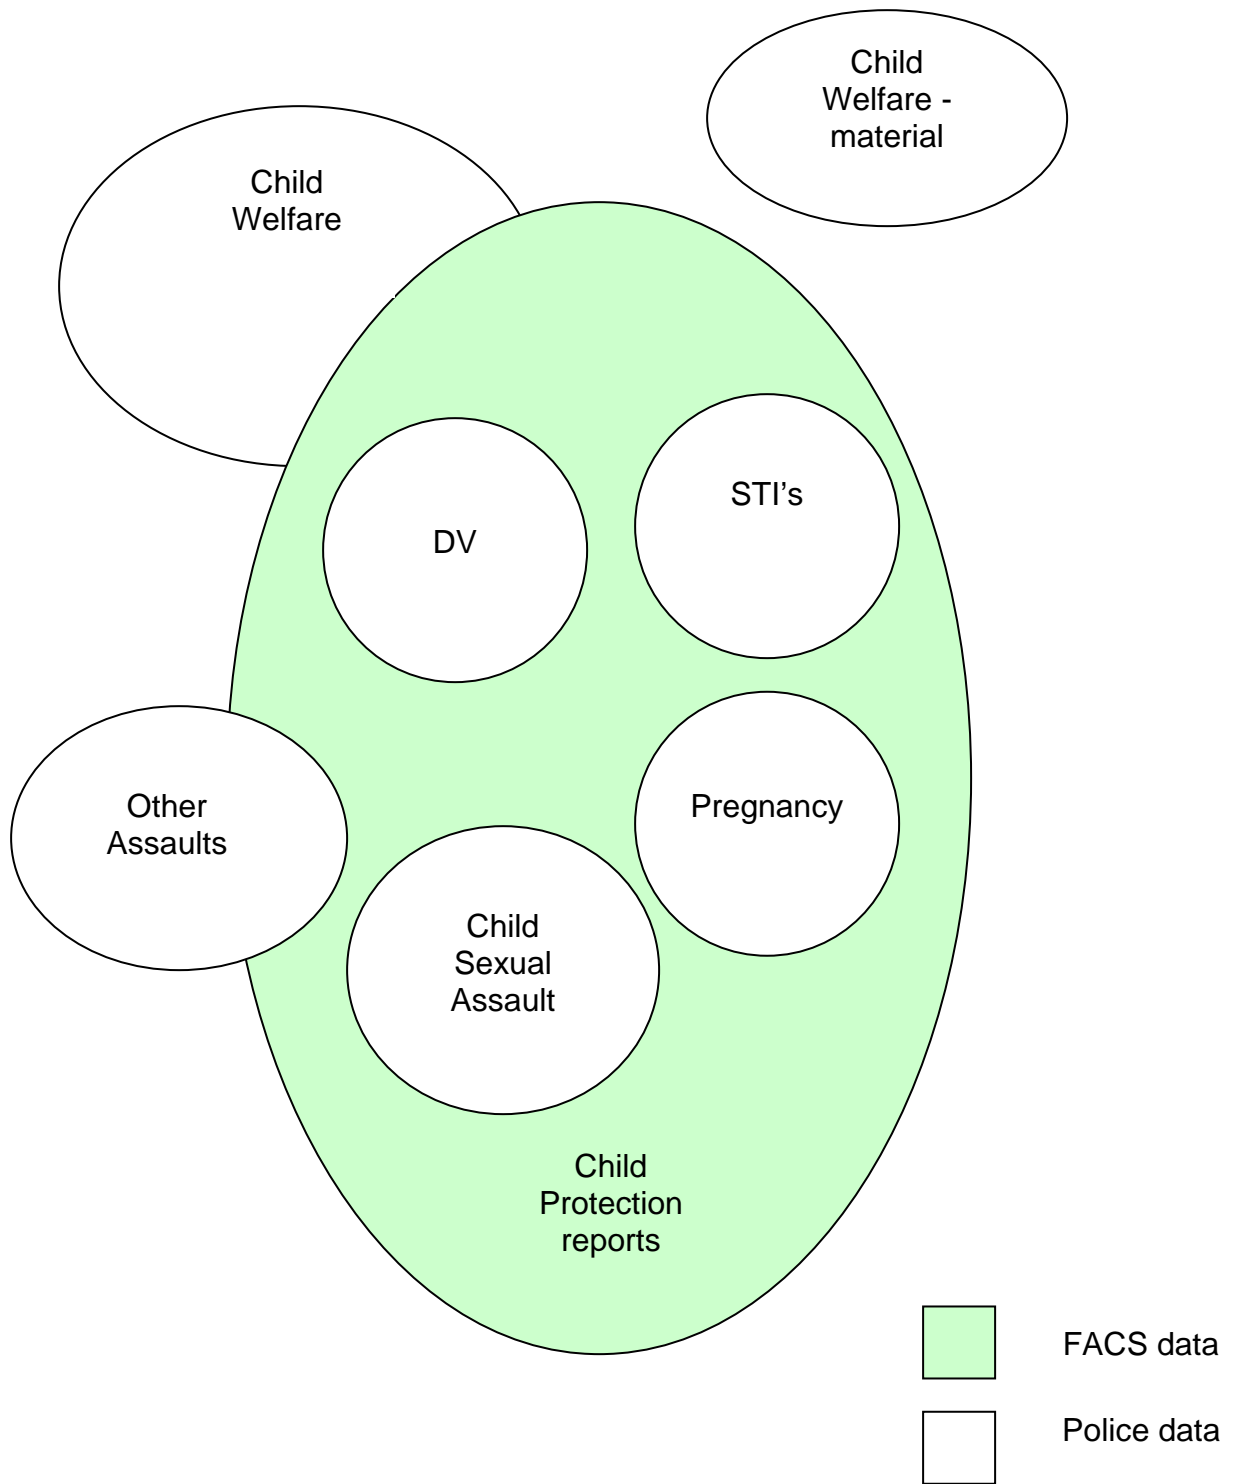 Child
Welfare -
material
Child
Welfare
STI's
DV
Other
Assaults
Pregnancy
Child
Sexual
Assault
Child
Protection
reports
FACS data
Police data